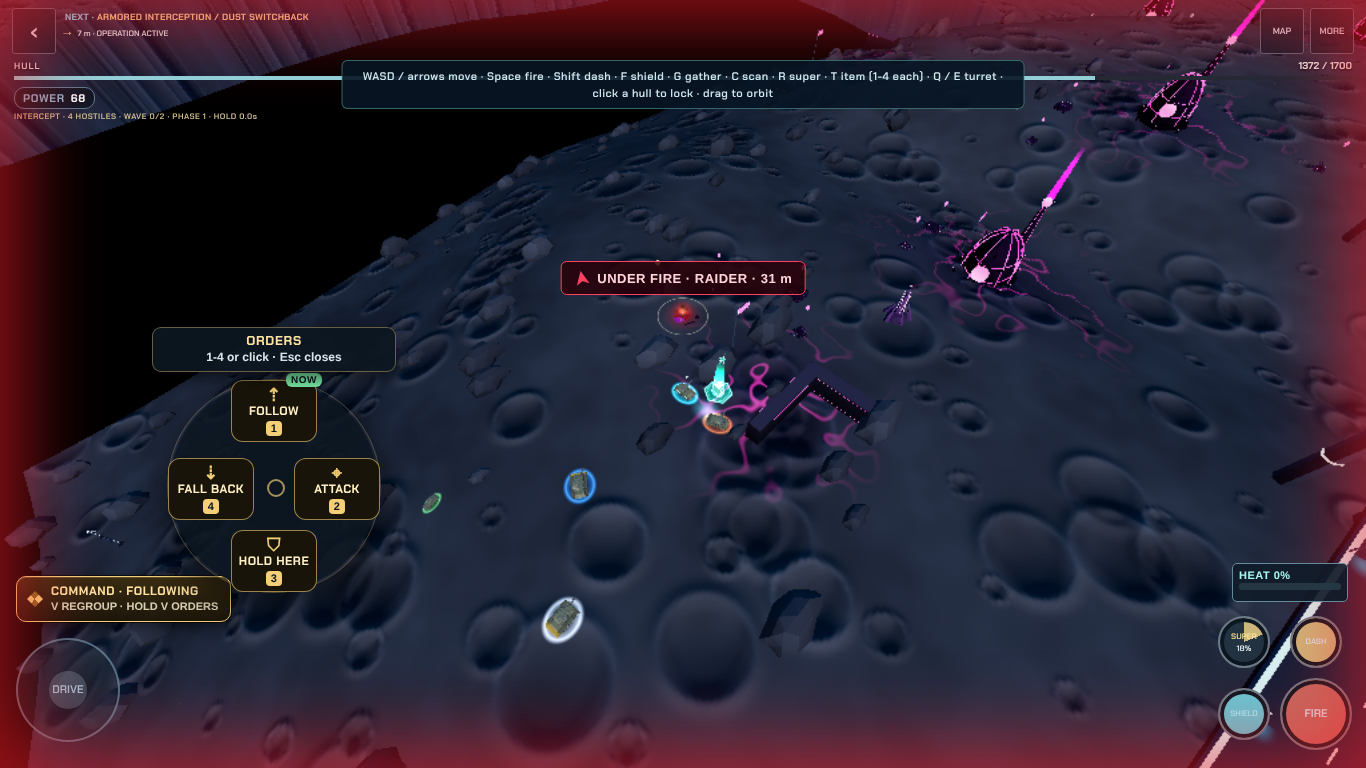 NEXT · ARMORED INTERCEPTION / DUST SWITCHBACK
→ 7 m · OPERATION ACTIVE
MAP
MORE
HULL
1372 / 1700
WASD / arrows move · Space fire · Shift dash · F shield · G gather · C scan · R super · T item (1-4 each) · Q / E turret ·
click a hull to lock · drag to orbit
POWER 60
INTERCEPT · 4 HOSTILES · WAVE 0/2 · PHASE 1 · HOLD 0.0s
UNDER FIRE · RAIDER · 31 m
ORDERS
1-4 or click · Esc closes
NOW
FOLLOW
1
FALL BACK
4
ATTACK
2
HOLD HERE
3
COMMAND · FOLLOWING
V REGROUP · HOLD V ORDERS
DRIVE
HEAT 0%
SUPER
18%
DASH
SHIELD
FIRE